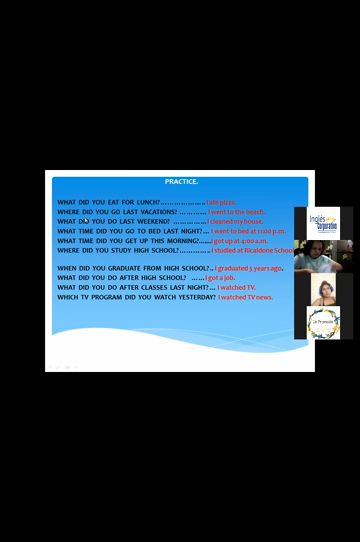 PRACTICE.
WHAT DID YOU EAT FOR LUNCH?................... I ate pizza.
WHERE DID YOU GO LAST VACATIONS? ............ I went to the beach.
WHAT DID YOU DO LAST WEEKEND? ...............I cleaned my house.
WHAT TIME DID YOU GO TO BED LAST NIGHT?... I went to bed at 11:00 p.m.
WHAT TIME DID YOU GET UP THIS MORNING?......I got up at 4:00 a.m.
WHERE DID YOU STUDY HIGH SCHOOL?...............I studied at Ricaldone School
WHEN DID YOU GRADUATE FROM HIGH SCHOOL?.. I graduated 5 years ago.
WHAT DID YOU DO AFTER HIGH SCHOOL? ......I got a job.
WHAT DID YOU DO AFTER CLASSES LAST NIGHT?... I watched TV.
WHICH TV PROGRAM DID YOU WATCH YESTERDAY? I watched TV news.
Inglés
Corporativo
La Promesa